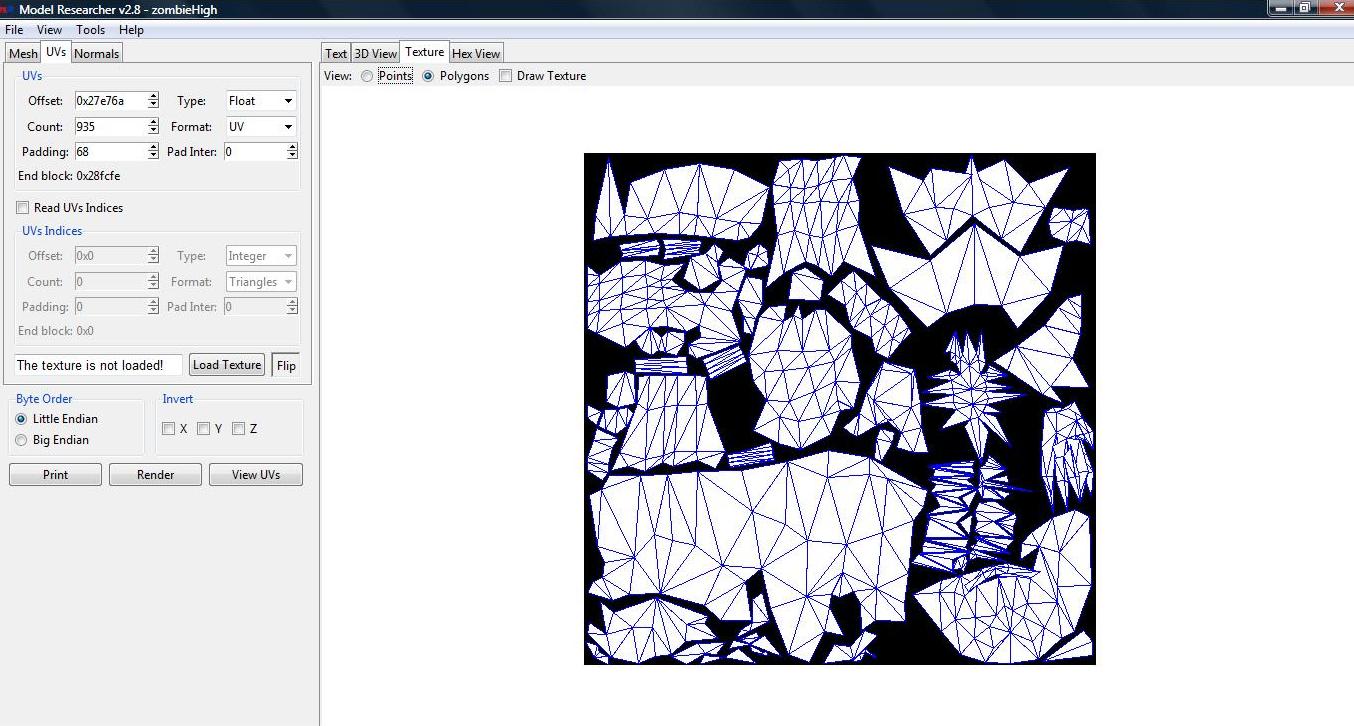 Model Researcher v2.8 - zombieHigh
File View Tools Help
Mesh UVs Normals
Text 3D View Texture Hex View
View: Points Polygons Draw Texture
UVs
Offset: 0x27e76a Type: Float
Count: 935 Format: UV
Padding: 68 Pad Inter: 0
End block: 0x28fcfe
Read UVs Indices
UVs Indices
Offset: 0x0 Type: Integer
Count: 0 Format: Triangles
Padding: 0 Pad Inter: 0
End block: 0x0
The texture is not loaded! Load Texture Flip
Byte Order Invert
Little Endian X Y Z
Big Endian
Print Render View UVs